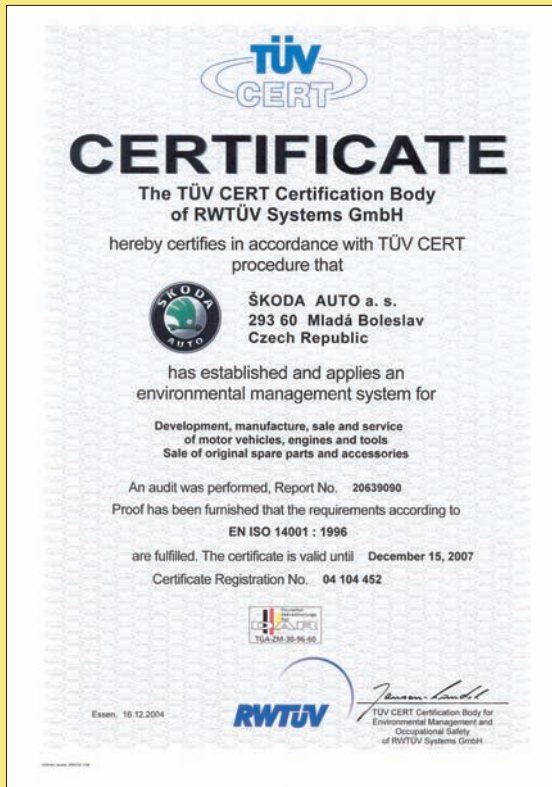 TÜV
CERT
CERTIFICATE
The TÜV CERT Certification Body
of RWTÜV Systems GmbH
hereby certifies in accordance with TÜV CERT
procedure that
ŠKODA
AUTO
ŠKODA AUTO a. s.
293 60 Mladá Boleslav
Czech Republic
has established and applies an
environmental management system for
Development, manufacture, sale and service
of motor vehicles, engines and tools
Sale of original spare parts and accessories
An audit was performed, Report No. 20639090
Proof has been furnished that the requirements according to
EN ISO 14001 : 1996
are fulfilled. The certificate is valid until December 15, 2007
Certificate Registration No. 04 104 452
DAR
TGA-ZM-30-96-60
Essen, 16.12.2004
RWTÜV
TÜV CERT Certification Body for
Environmental Management and
Occupational Safety
of RWTÜV Systems GmbH